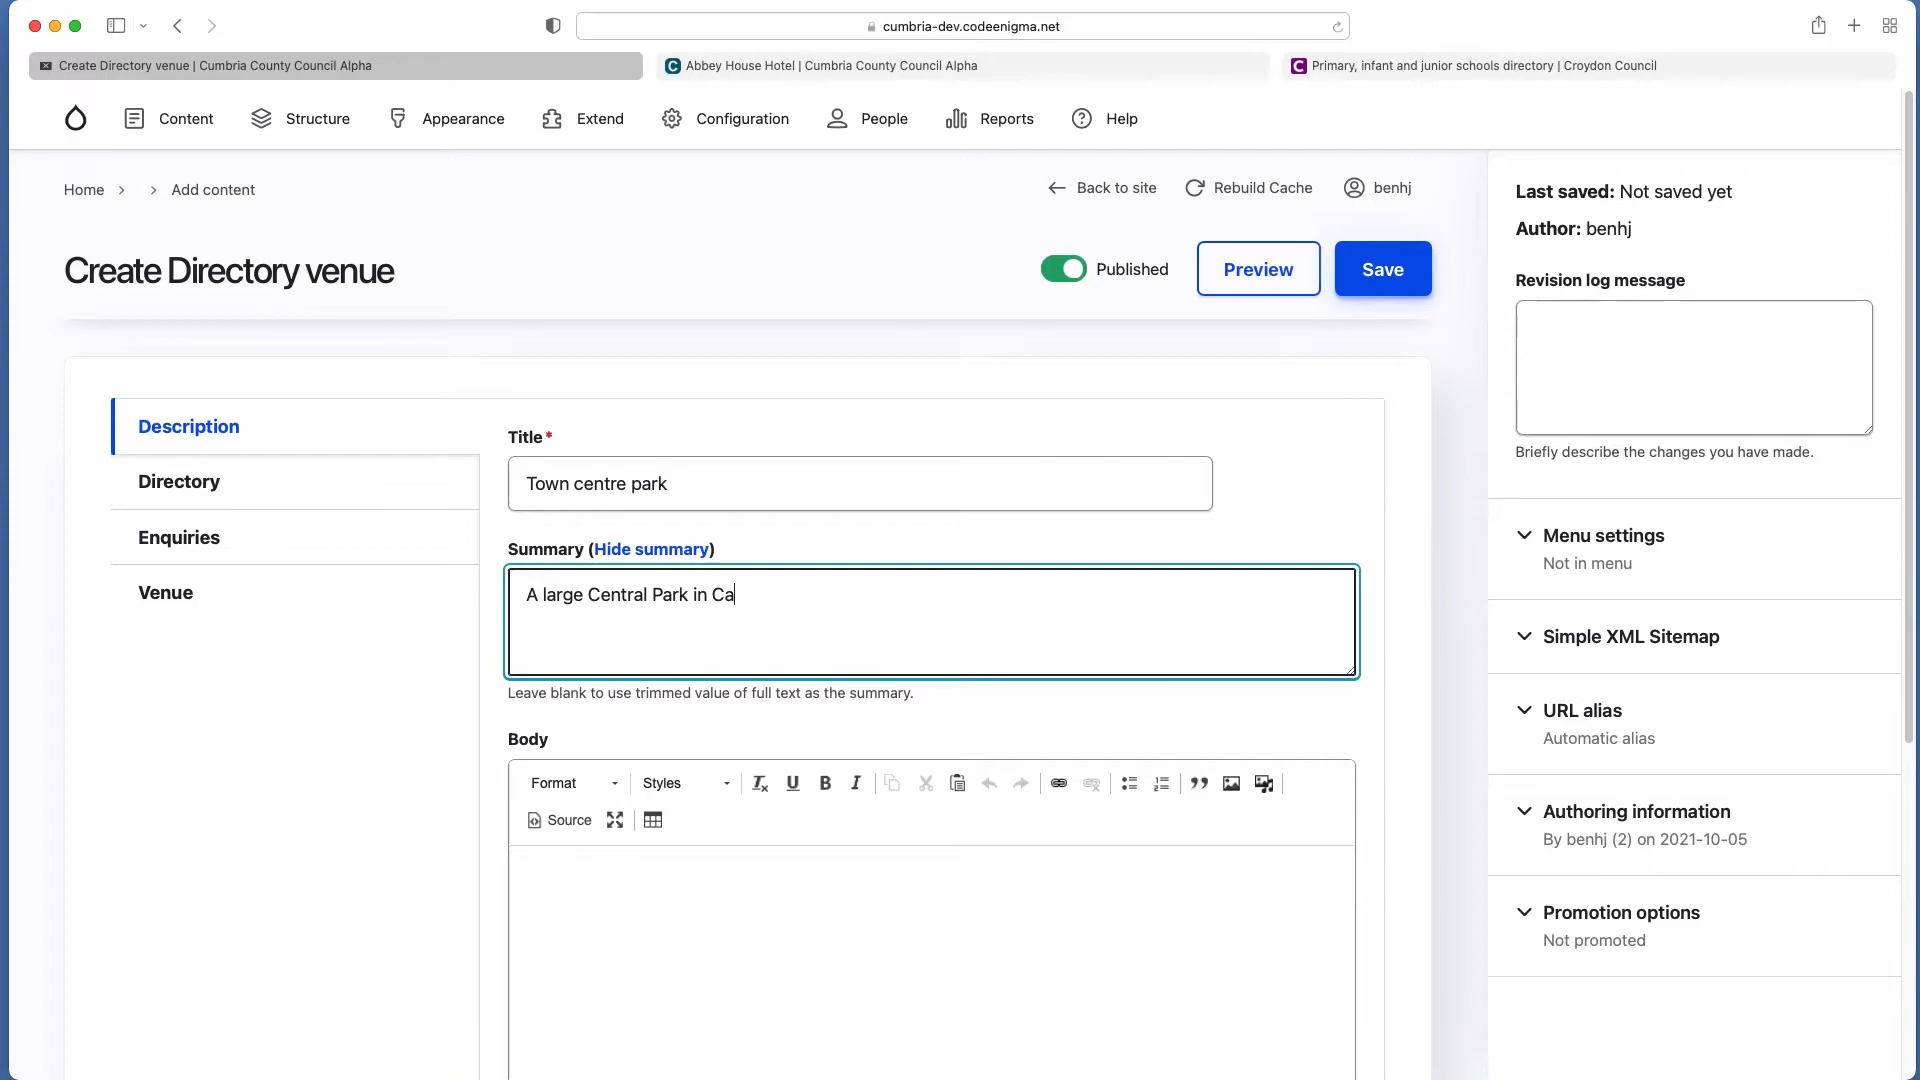 cumbria-dev.codeenigma.net
Create Directory venue | Cumbria County Council Alpha
C Abbey House Hotel | Cumbria County Council Alpha
C Primary, infant and junior schools directory | Croydon Council
Content Structure Appearance Extend Configuration People Reports Help
Home > > Add content
Back to site Rebuild Cache benhj
Create Directory venue
Published Preview Save
Description
Directory
Enquiries
Venue
Title*
Town centre park
Summary (Hide summary)
A large Central Park in Ca
Leave blank to use trimmed value of full text as the summary.
Body
Format Styles
Source
Last saved: Not saved yet
Author: benhj
Revision log message
Briefly describe the changes you have made.
Menu settings
Not in menu
Simple XML Sitemap
URL alias
Automatic alias
Authoring information
By benhj (2) on 2021-10-05
Promotion options
Not promoted